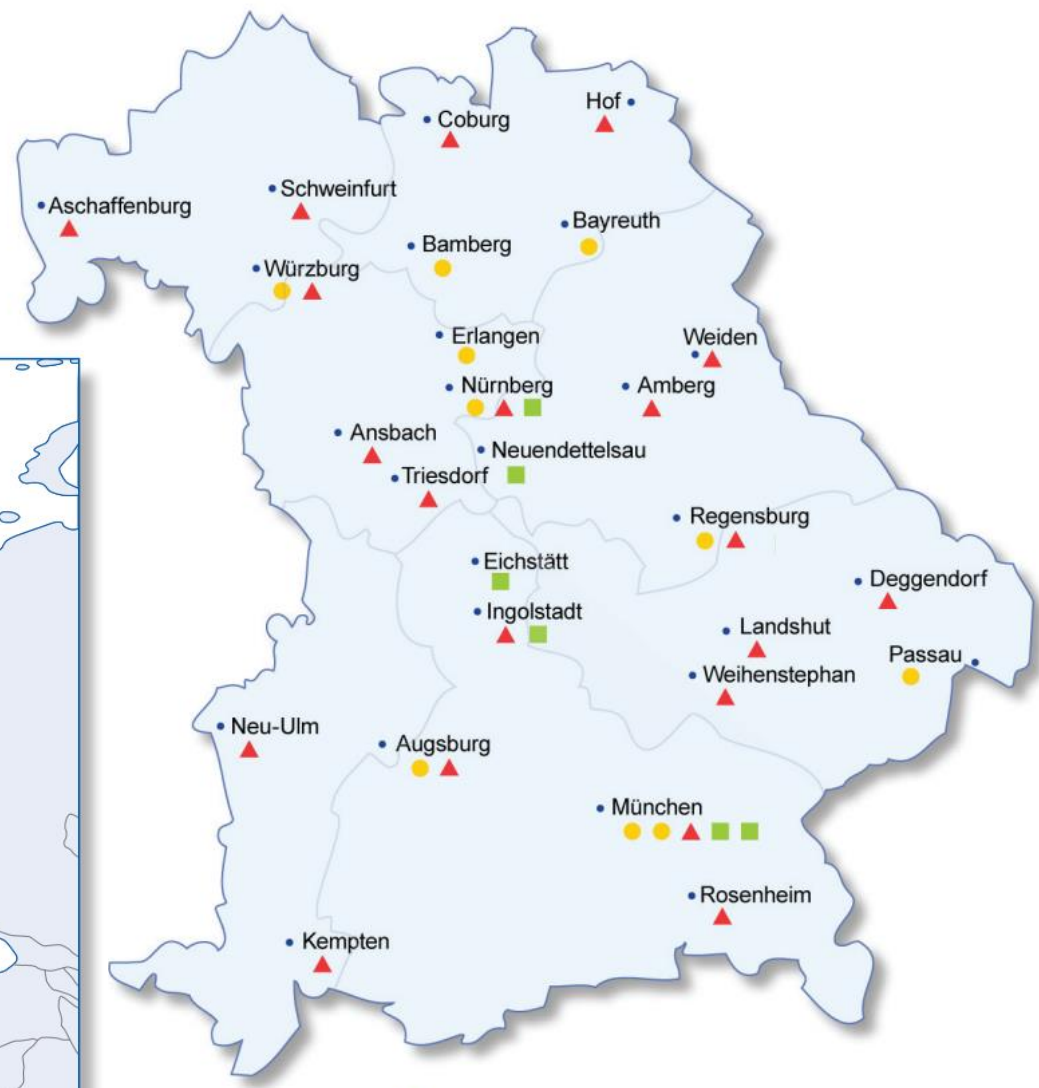 Hof
Coburg
Schweinfurt
Aschaffenburg
Bayreuth
Bamberg
Würzburg
Erlangen
Weiden
Nürnberg
Amberg
Ansbach
Neuendettelsau
Triesdorf
Regensburg
Eichstätt
Deggendorf
Ingolstadt
Landshut
Passau
Weihenstephan
Neu-Ulm
Augsburg
München
Rosenheim
Kempten